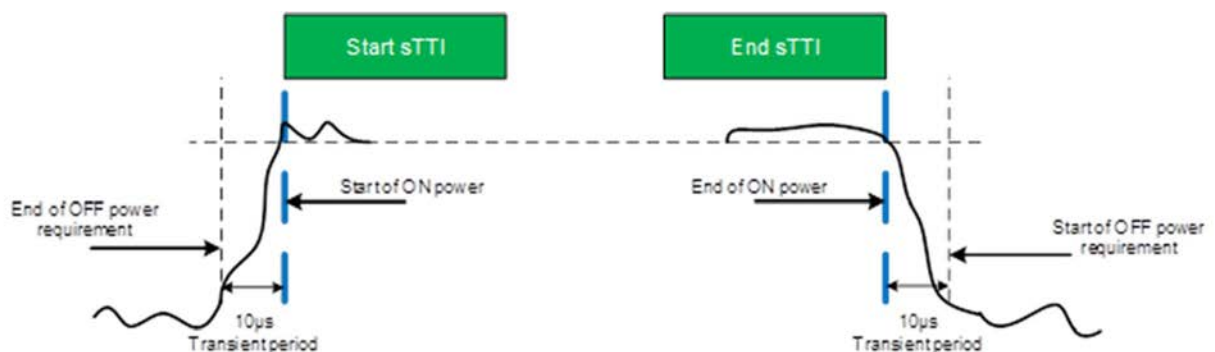 Start sTTI
End sTTI
Start of ON power
End of ON power
End of OFF power
requirement
Start of OFF power
requirement
10µs
Transient period
10µs
Transient period